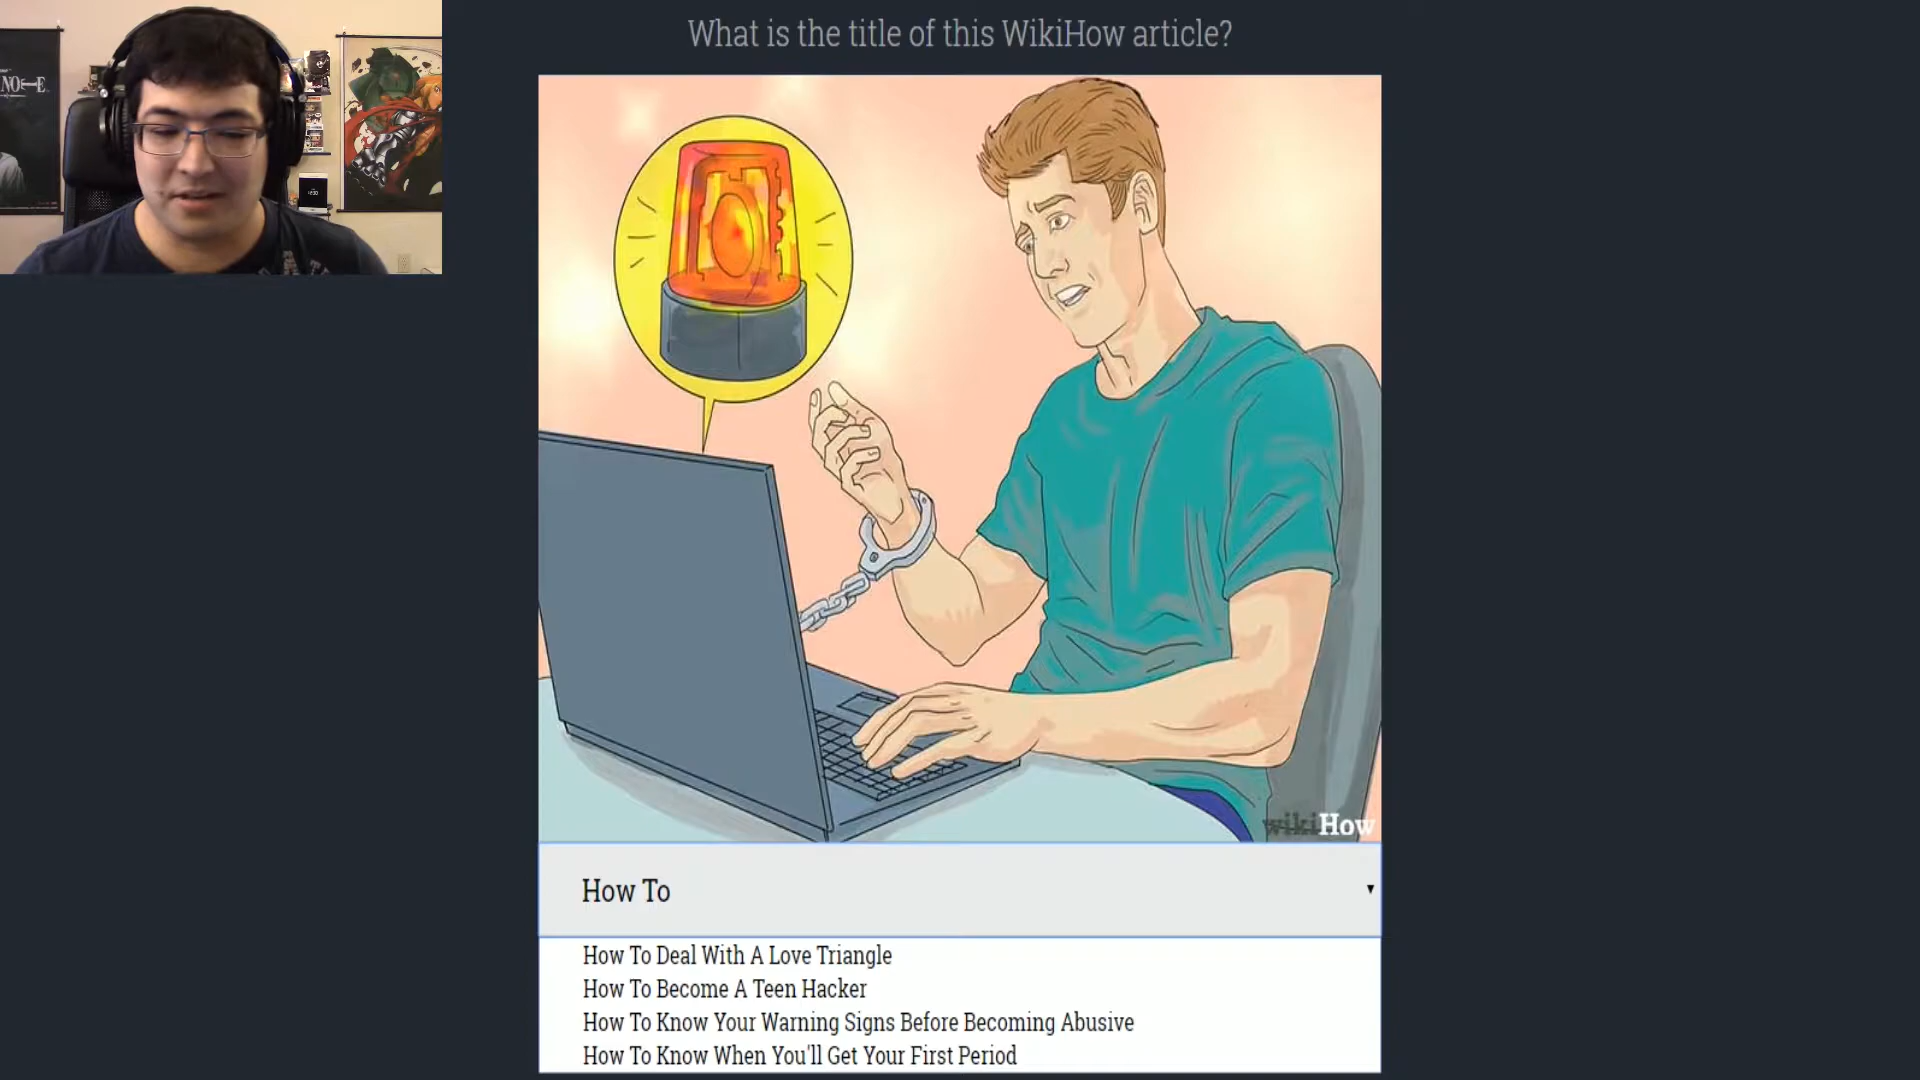 What is the title of this WikiHow article?
wikiHow
How To
How To Deal With A Love Triangle
How To Become A Teen Hacker
How To Know Your Warning Signs Before Becoming Abusive
How To Know When You'll Get Your First Period